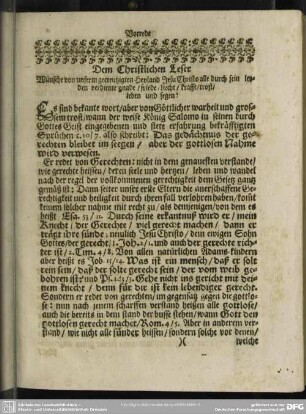 Vorrede
Dem Christlichen Leser
Wünsche von unserm gecreutzigten Heyland Jesu Christo alle durch sein ley-
den verdiente gnade/ friede/ liecht/ krafft/ trost/
leben und segen!
Es sind bekante wort/ aber von Göttlicher warheit und gros-
sem trost/ wann der weise König Salomo in seinen durch
Gottes Geist eingegebenen und stete erfahrung bekräfftigten
Sprüchen c. 10/ 7. also schreibt: Das gedächtnus der ge-
rechten bleibet im segen/ aber der gottlosen Nahme
wird verwesen.
Er redet von Gerechten: nicht in dem genauesten verstande/
wie gerechte heissen/ deren seele und hertzen/ leben und wandel
nach der regel der vollkommenen gerechtigkeit dem Gesetz gantz
gemäß ist: Dann seiter unsre erste Eltern die anerschaffene Ge-
rechtigkeit und heiligkeit durch ihren fall verlohren haben/ komt
keinem solcher nahme mit recht zu/ als demjenigen/ von dem es
heißt Esa. 53/ 11. Durch seine erkantnuß wird er/ mein
Knecht/ der Gerechte/ viel gerecht machen/ dann er
trägt ihre sünde/ nemlich Jesu Christo/ dem einigen Sohn
Gottes/ der gerecht/ 1. Joh. 2/ 1. und auch der gerechte rich-
ter ist/ 2. Tim. 4/ 8. Von allen natürlichen Adams kindern
aber heist es Job 15/ 14. Was ist ein mensch/ daß er solt
rein seyn/ daß der solt gerecht seyn/ der vom weib ge-
bohren ist: und Ps. 143/ 2. Gehe nicht ins gericht mit dei-
nem Knecht/ denn für dir ist kein lebendiger gerecht.
Sondern er redet von gerechten/ im gegensatz gegen die gottlo-
se: nun nach jenem scharffen verstand heissen alle gottlose/
auch die bereits in dem stand der busse stehen/ wann Gott den
gottlosen gerecht machet/ Rom. 4/ 5. Aber in anderem ver-
stand/ wie nicht alle sünder heissen/ sondern solche vor denen/
)( welche